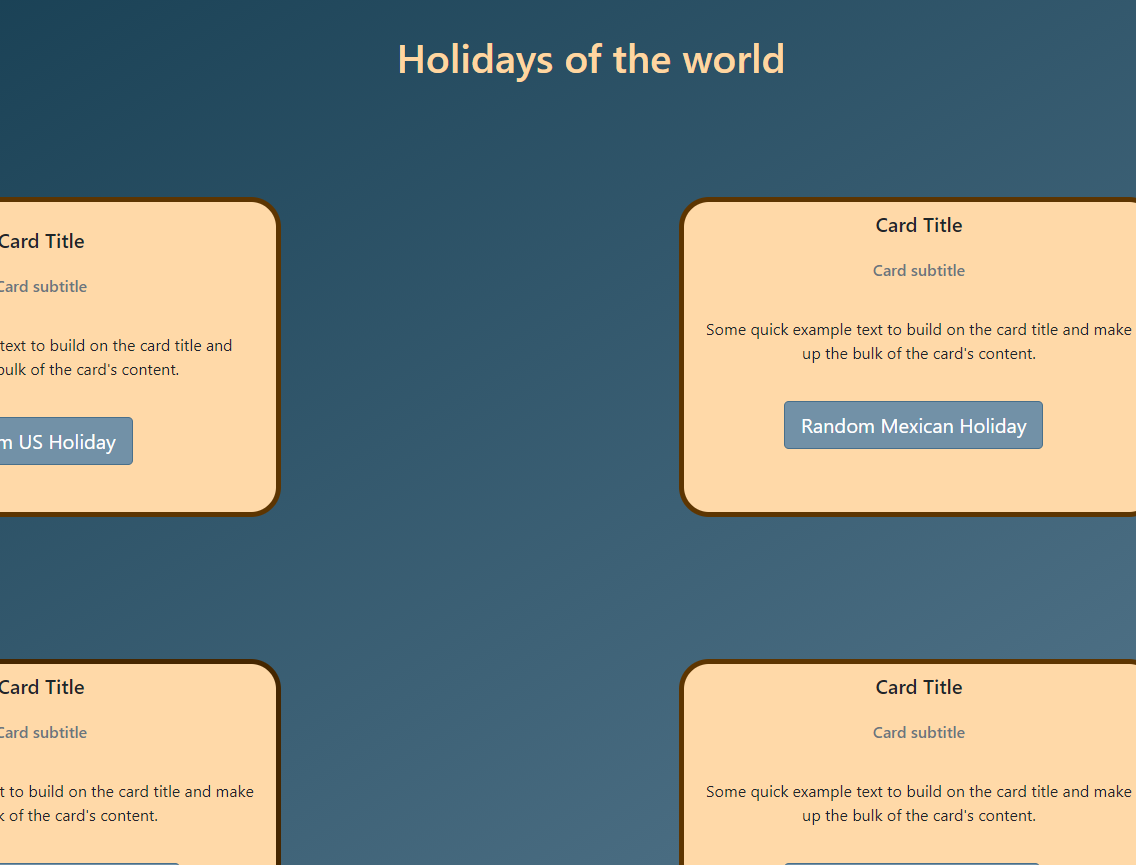 Holidays of the world
Card Title
Card subtitle
text to build on the card title and
bulk of the card's content.
US Holiday
Card Title
Card subtitle
Some quick example text to build on the card title and make
up the bulk of the card's content.
Random Mexican Holiday
Card Title
Card subtitle
to build on the card title and make
of the card's content.
Card Title
Card subtitle
Some quick example text to build on the card title and make
up the bulk of the card's content.